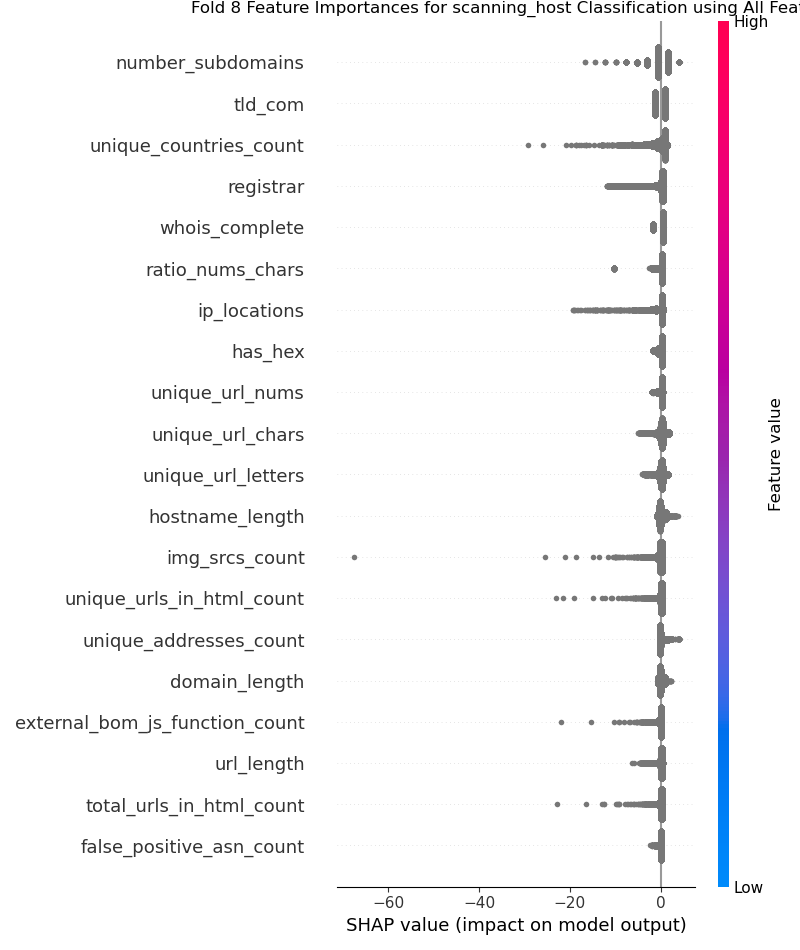 Fold 8 Feature Importances for scanning_host Classification using All Fea
High
number_subdomains
tld_com
unique_countries_count
registrar
whois_complete
ratio_nums_chars
ip_locations
has_hex
unique_url_nums
unique_url_chars
unique_url_letters
hostname_length
img_srcs_count
unique_urls_in_html_count
unique_addresses_count
domain_length
external_bom_js_function_count
url_length
total_urls_in_html_count
false_positive_asn_count
Feature value
Low
−60 −40 −20 0
SHAP value (impact on model output)